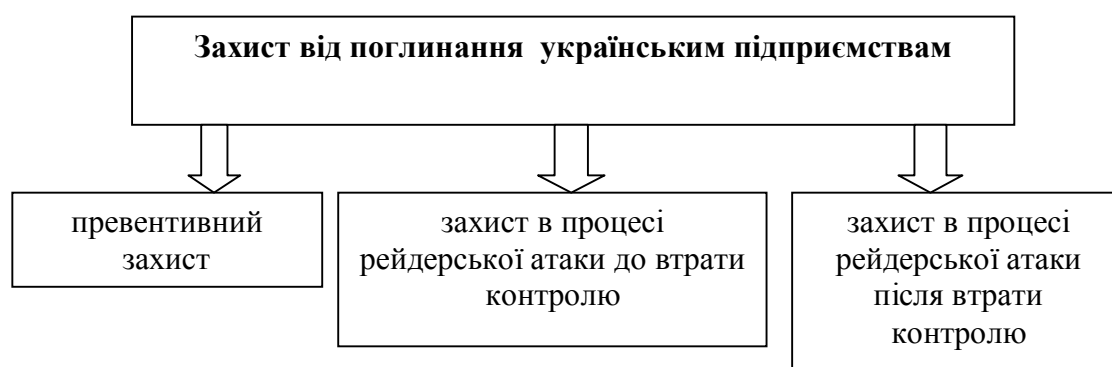 Захист від поглинання українським підприємствам
превентивний
захист
захист в процесі
рейдерської атаки до втрати
контролю
захист в процесі
рейдерської атаки
після втрати
контролю